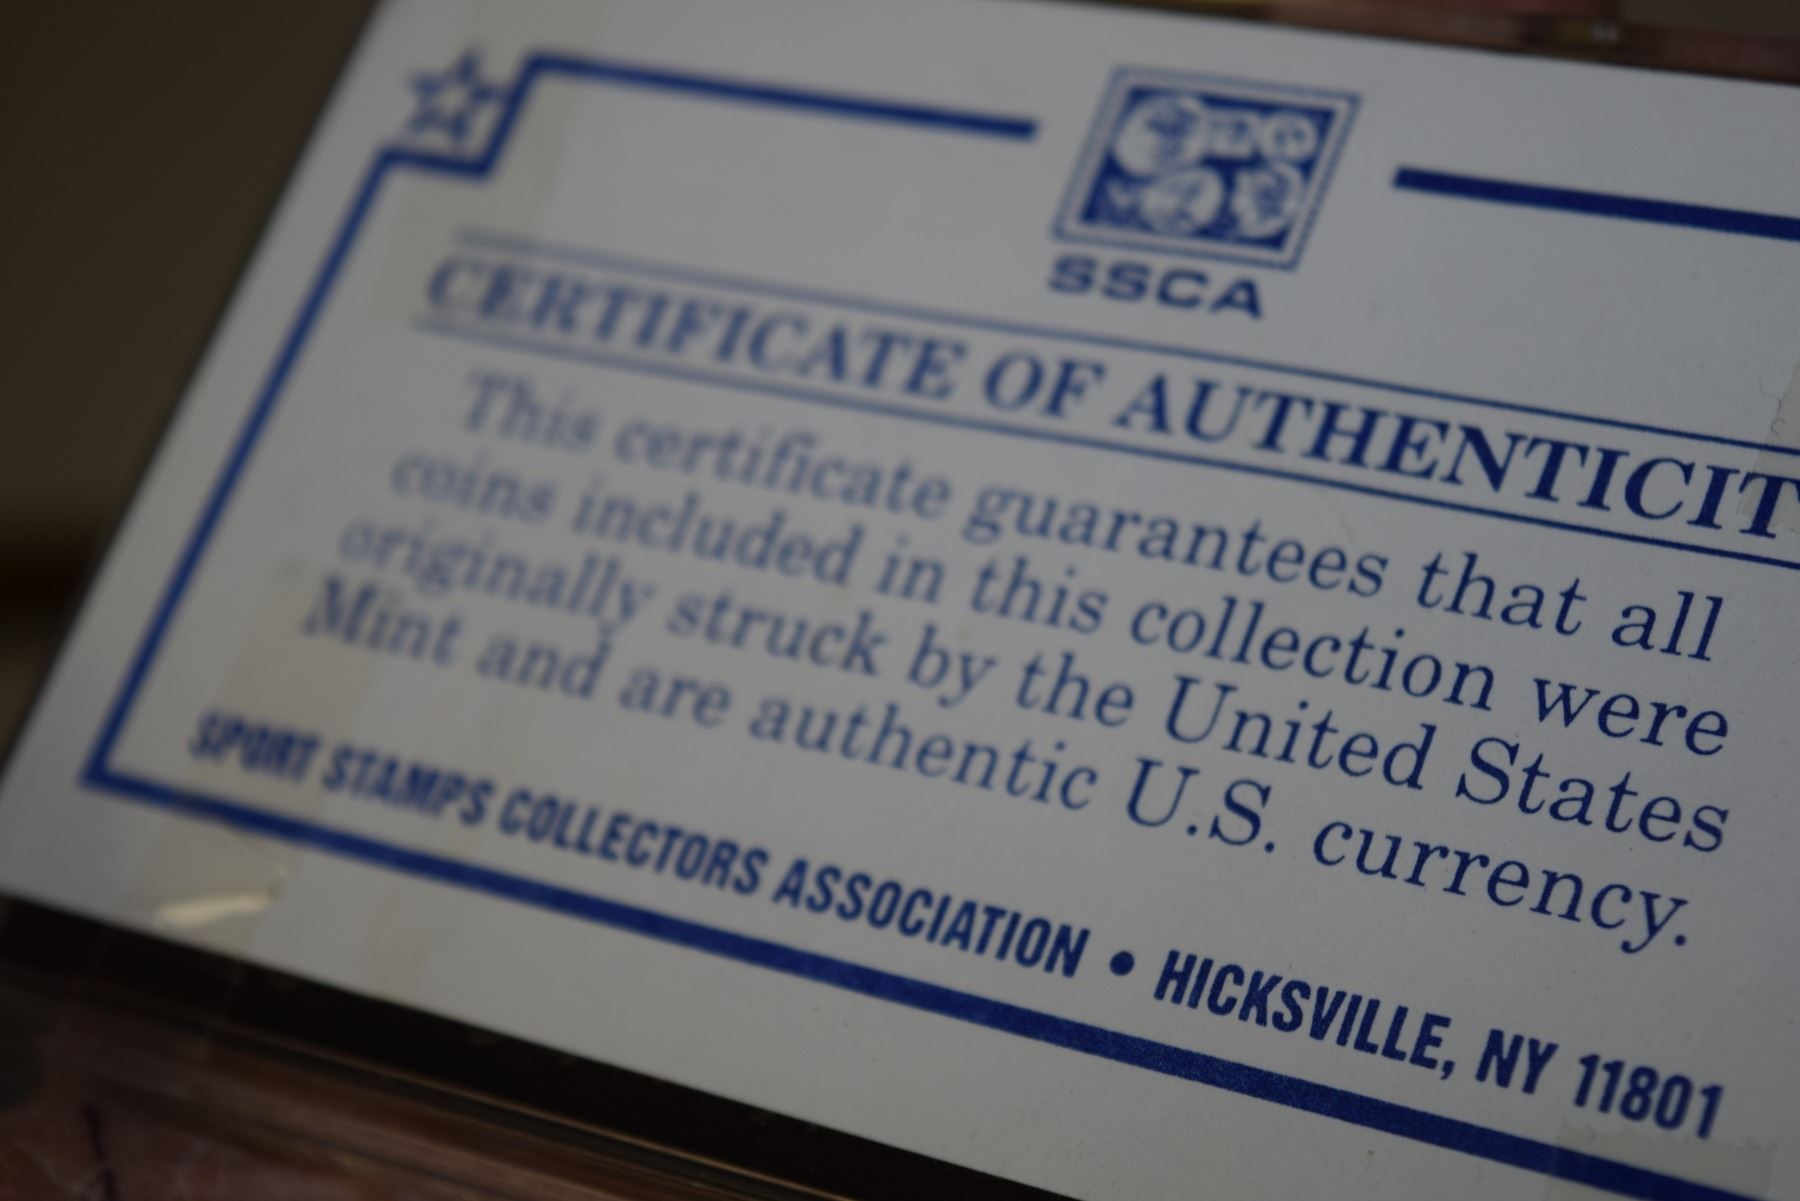 SSCA
CERTIFICATE OF AUTHENTICIT
This certificate guarantees that all
coins included in this collection were
originally struck by the United States
Mint and are authentic U.S. currency.
SPORT STAMPS COLLECTORS ASSOCIATION • HICKSVILLE, NY 11801